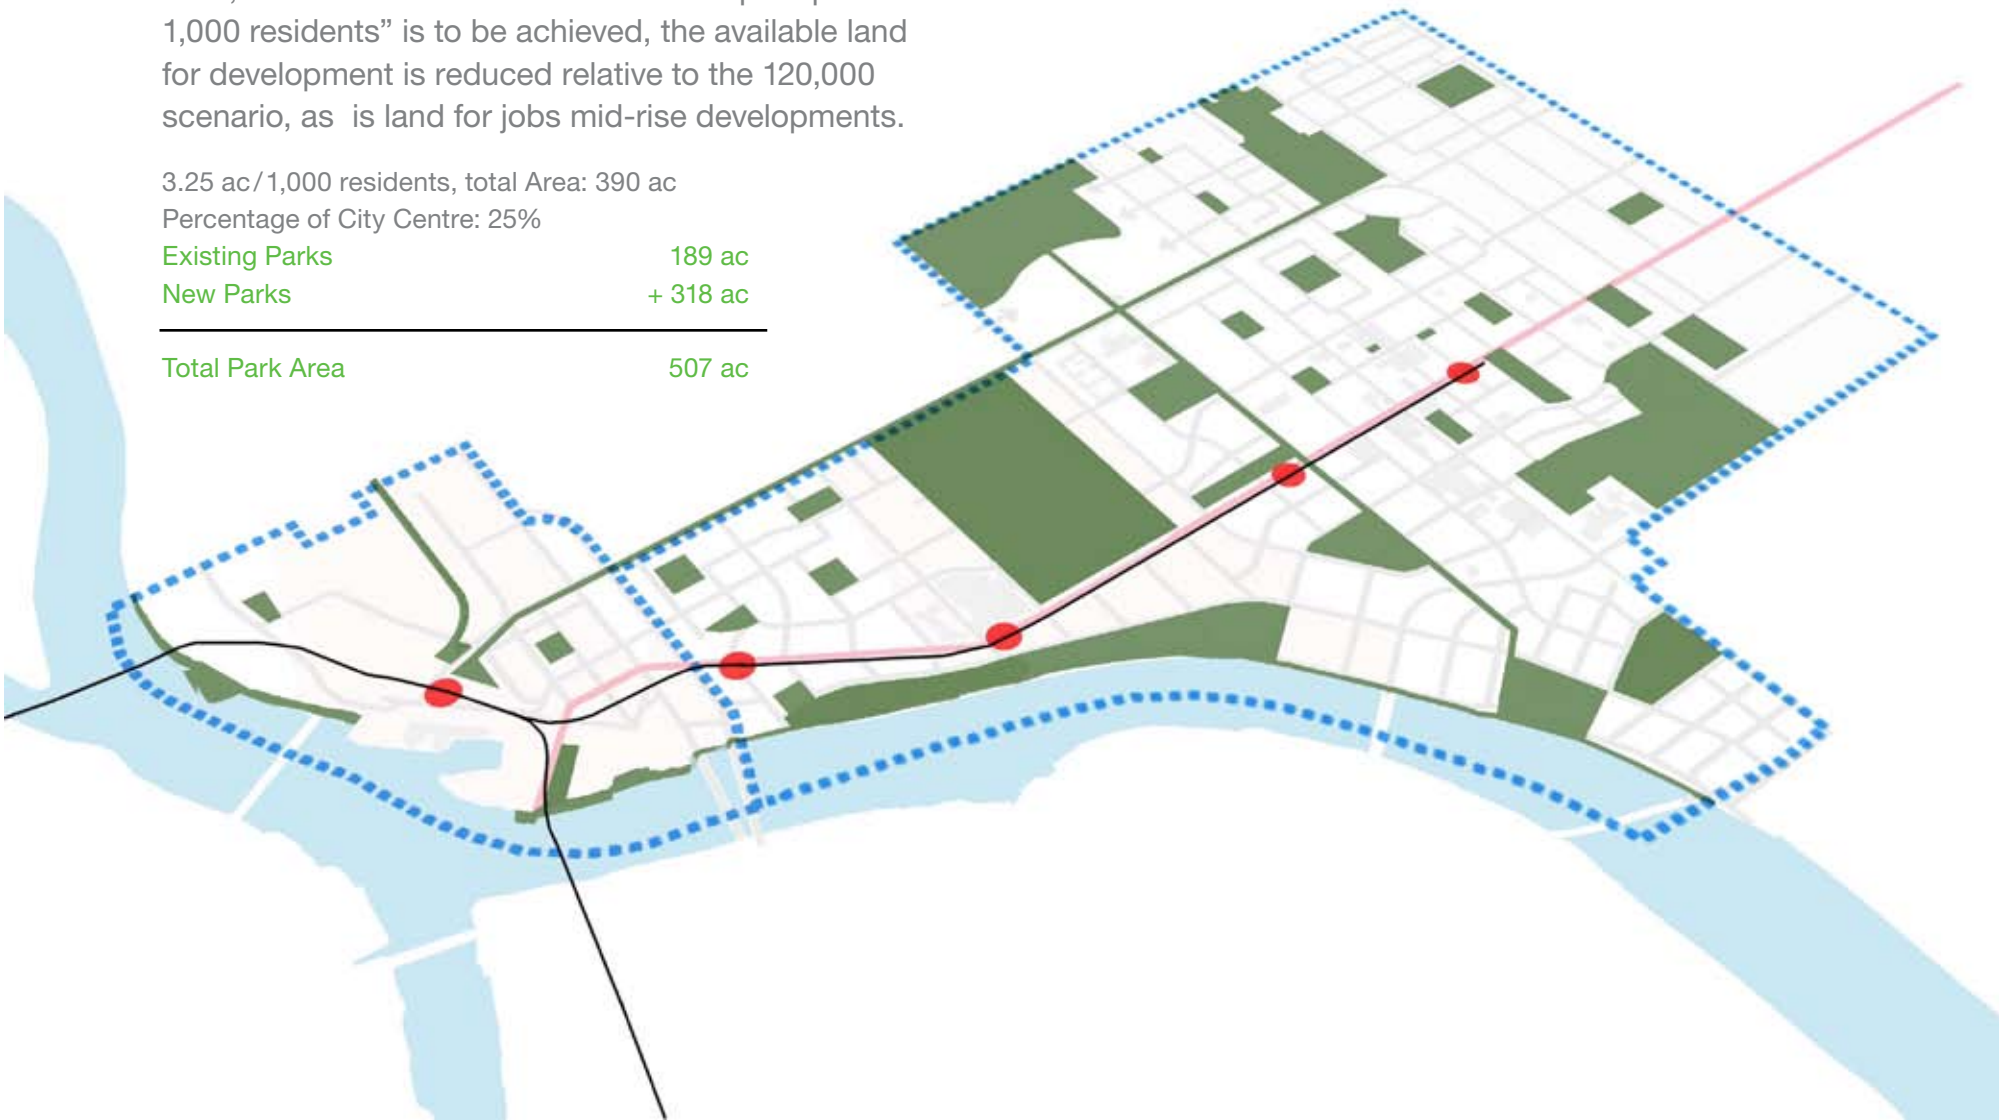 1,000 residents” is to be achieved, the available land
for development is reduced relative to the 120,000
scenario, as is land for jobs mid-rise developments.
3.25 ac/1,000 residents, total Area: 390 ac
Percentage of City Centre: 25%
Existing Parks 189 ac
New Parks + 318 ac
Total Park Area 507 ac